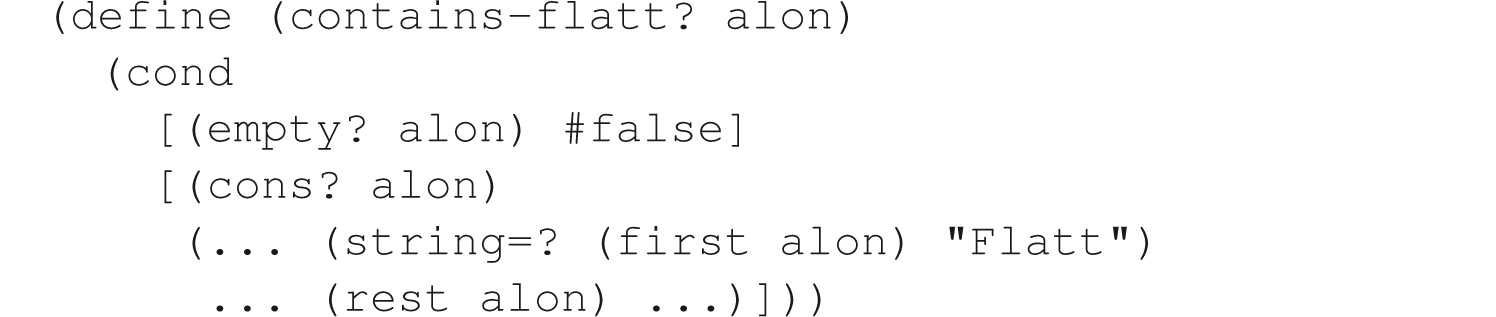 (define (contains-flatt? alon)
  (cond
    [(empty? alon) #false]
    [(cons? alon)
     (... (string=? (first alon) "Flatt")
      ... (rest alon) ...)]))